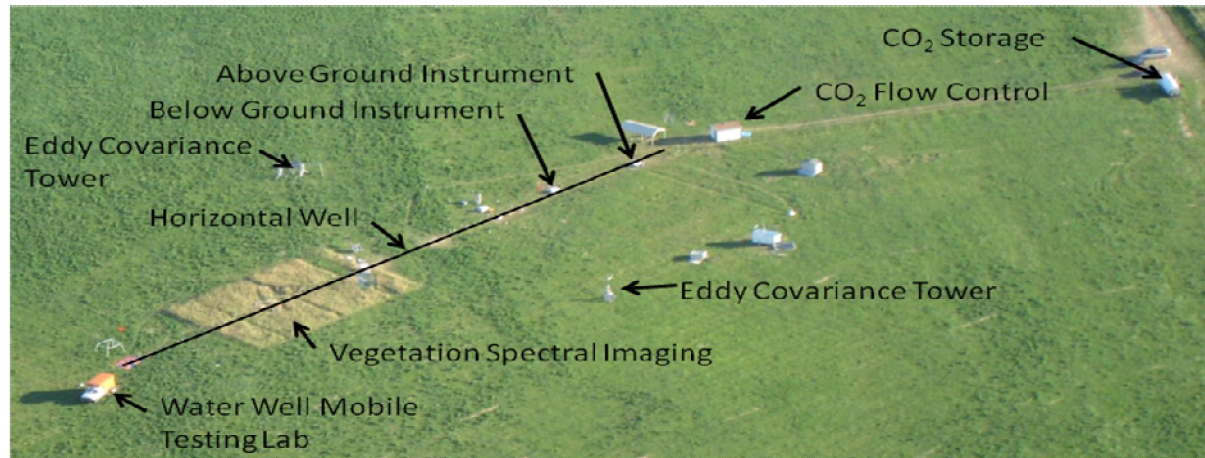 CO₂ Storage
Above Ground Instrument
CO₂ Flow Control
Below Ground Instrument
Eddy Covariance
Tower
Horizontal Well
Eddy Covariance Tower
Vegetation Spectral Imaging
Water Well Mobile
Testing Lab